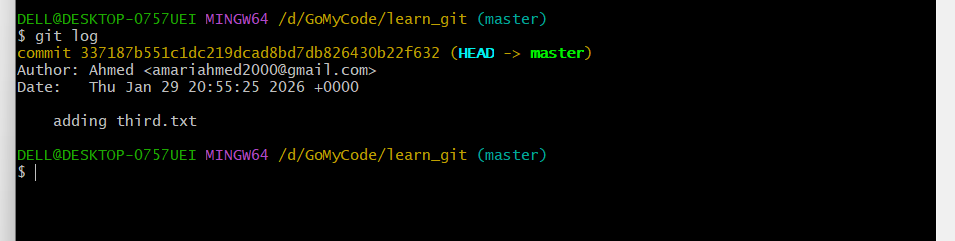 DELL@DESKTOP-0757UEI MINGW64 /d/GoMyCode/learn_git (master)
$ git log
commit 337187b551c1dc219dcad8bd7db826430b22f632 (HEAD -> master)
Author: Ahmed <amariahmed2000@gmail.com>
Date:   Thu Jan 29 20:55:25 2026 +0000
    adding third.txt
DELL@DESKTOP-0757UEI MINGW64 /d/GoMyCode/learn_git (master)
$